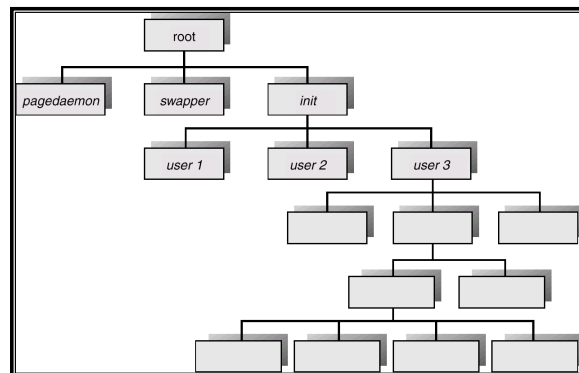 root
pagedaemon swapper init
user 1 user 2 user 3